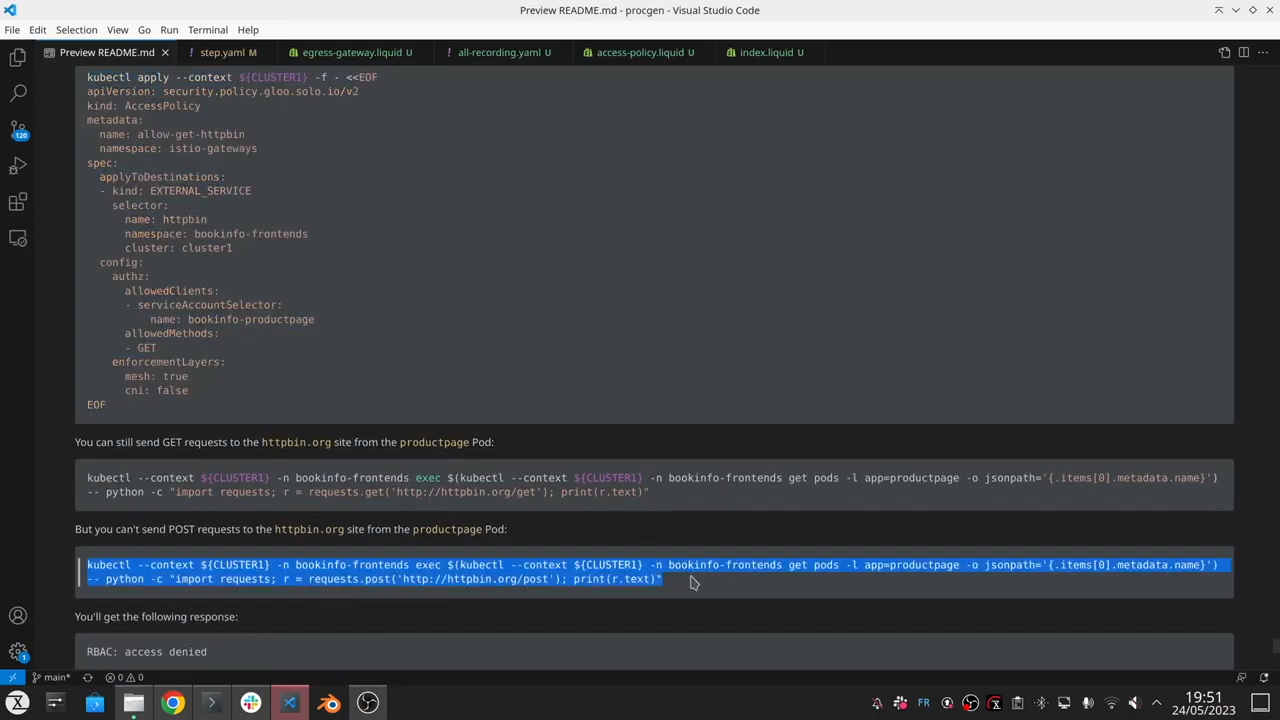 Preview README.md - procgen - Visual Studio Code
File Edit Selection View Go Run Terminal Help
Preview README.md step.yaml M egress-gateway.liquid U all-recording.yaml U access-policy.liquid U index.liquid U
kubectl apply --context ${CLUSTER1} -f - <<EOF
apiVersion: security.policy.gloo.solo.io/v2
kind: AccessPolicy
metadata:
  name: allow-get-httpbin
  namespace: istio-gateways
spec:
  applyToDestinations:
  - kind: EXTERNAL_SERVICE
    selector:
      name: httpbin
      namespace: bookinfo-frontends
      cluster: cluster1
  config:
    authz:
      allowedClients:
      - serviceAccountSelector:
          name: bookinfo-productpage
      allowedMethods:
      - GET
    enforcementLayers:
      mesh: true
      cni: false
EOF
You can still send GET requests to the httpbin.org site from the productpage Pod:
kubectl --context ${CLUSTER1} -n bookinfo-frontends exec $(kubectl --context ${CLUSTER1} -n bookinfo-frontends get pods -l app=productpage -o jsonpath='{.items[0].metadata.name}')
-- python -c "import requests; r = requests.get('http://httpbin.org/get'); print(r.text)"
But you can't send POST requests to the httpbin.org site from the productpage Pod:
kubectl --context ${CLUSTER1} -n bookinfo-frontends exec $(kubectl --context ${CLUSTER1} -n bookinfo-frontends get pods -l app=productpage -o jsonpath='{.items[0].metadata.name}')
-- python -c "import requests; r = requests.post('http://httpbin.org/post'); print(r.text)"
You'll get the following response:
RBAC: access denied
120
1
main* 0 0
FR
19:51
24/05/2023